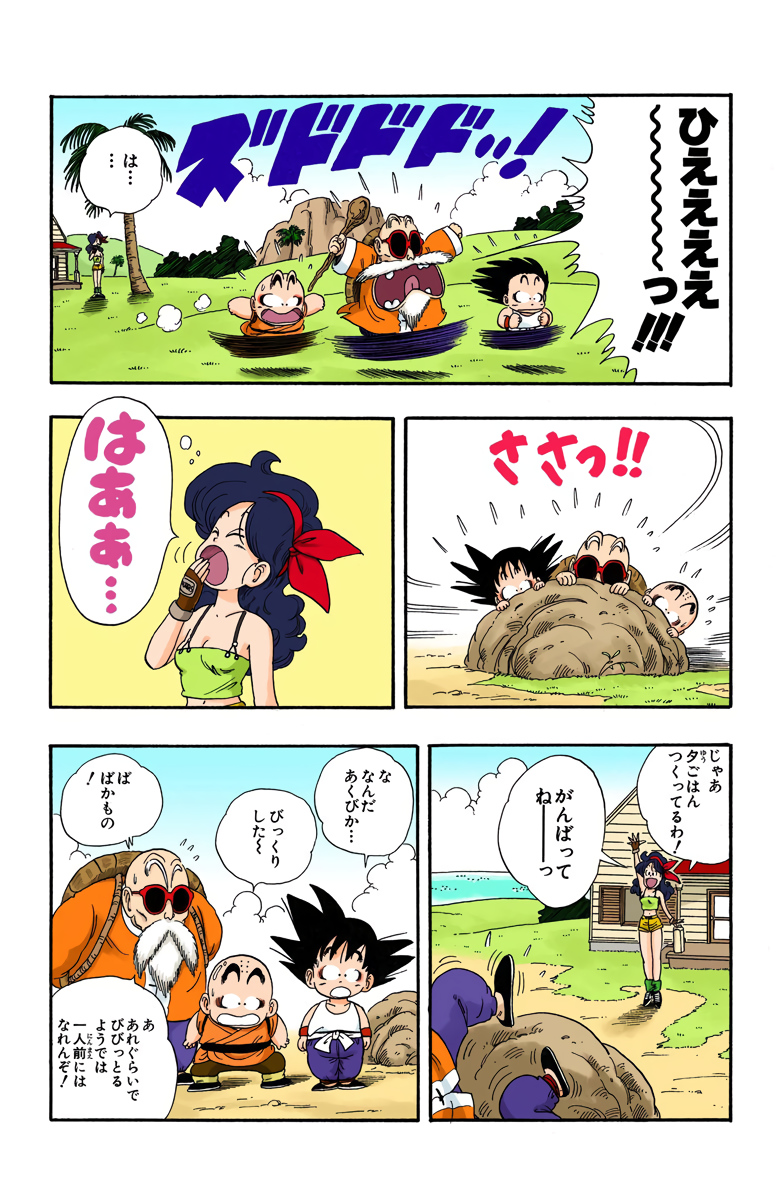 ひええええ〜〜〜〜っ!!!
ズドドドド‥!
は…
…
ささっ!!
はあぁ…
じゃあ
夕ごはん
つくってるわ!
がんばって
ね――っ
な
なんだ
あくびか…
びっくり
した〜
ば
ばかもの
!
あ
あれぐらいで
びびっとる
ようでは
一人前には
なれんぞ!